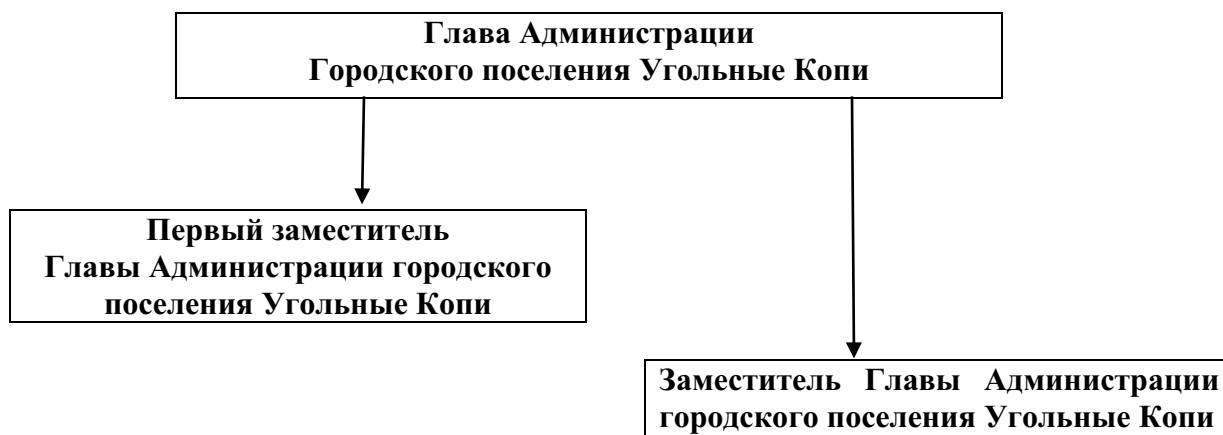 Глава Администрации
Городского поселения Угольные Копи
Первый заместитель
Главы Администрации городского
поселения Угольные Копи
Заместитель Главы Администрации
городского поселения Угольные Копи